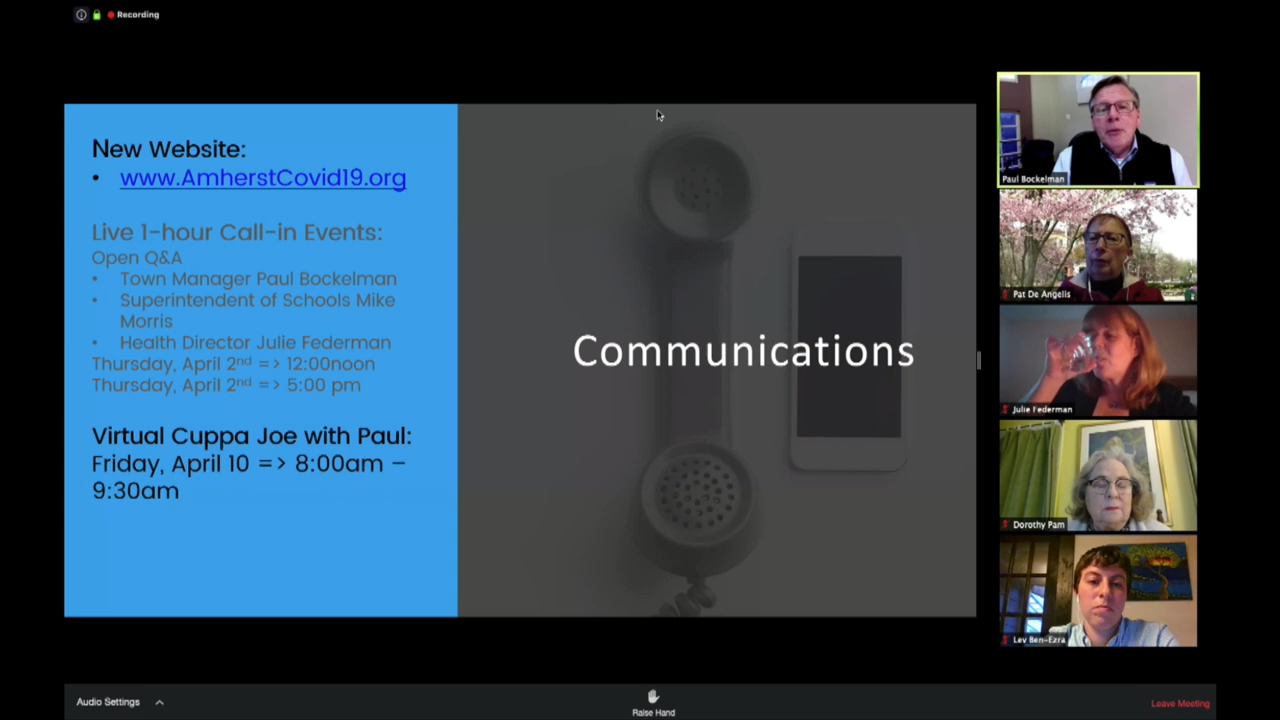 Recording
New Website:
• www.AmherstCovid19.org
Live 1-hour Call-in Events:
Open Q&A
• Town Manager Paul Bockelman
• Superintendent of Schools Mike
Morris
• Health Director Julie Federman
Thursday, April 2nd => 12:00noon
Thursday, April 2nd => 5:00 pm
Virtual Cuppa Joe with Paul:
Friday, April 10 => 8:00am –
9:30am
Communications
Paul Bockelman
Pat De Angelis
Julie Federman
Dorothy Pam
Lev Ben-Ezra
Audio Settings
Raise Hand
Leave Meeting